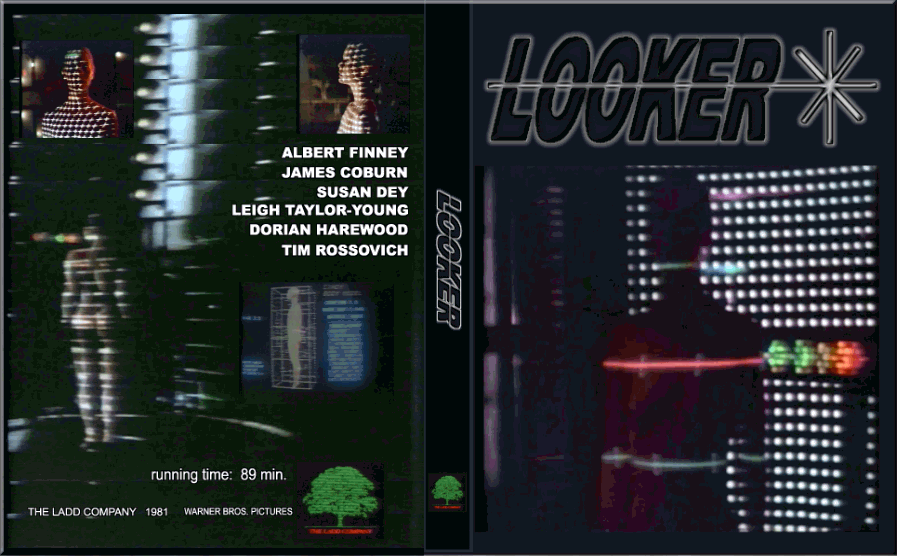 ALBERT FINNEY
JAMES COBURN
SUSAN DEY
LEIGH TAYLOR-YOUNG
DORIAN HAREWOOD
TIM ROSSOVICH
running time: 89 min.
THE LADD COMPANY 1981 WARNER BROS. PICTURES
THE LADD COMPANY
LOOKER
LOOKER